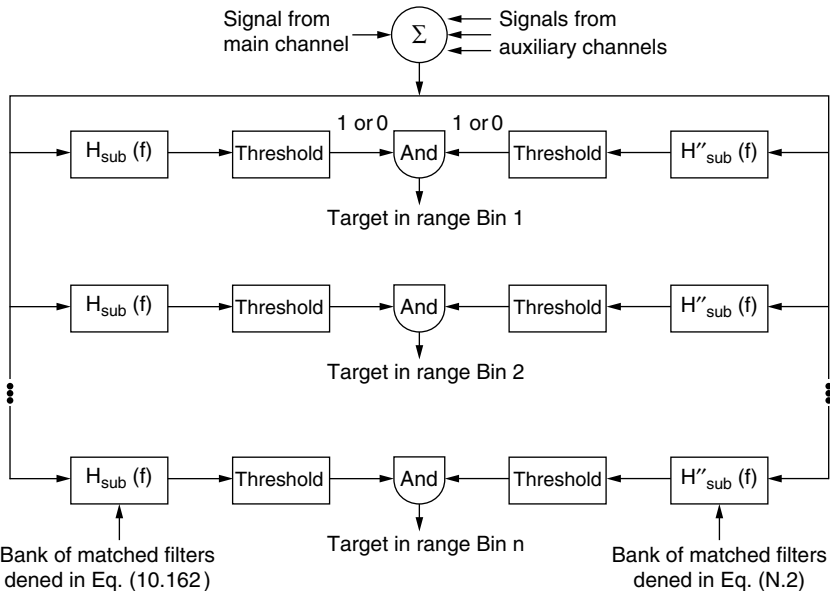 Signal from
main channel
Σ
Signals from
auxiliary channels
1 or 0
1 or 0
H_sub (f)
Threshold
And
Threshold
H″_sub (f)
Target in range Bin 1
H_sub (f)
Threshold
And
Threshold
H″_sub (f)
Target in range Bin 2
H_sub (f)
Threshold
And
Threshold
H″_sub (f)
Target in range Bin n
Bank of matched filters
dened in Eq. (10.162)
Bank of matched filters
dened in Eq. (N.2)